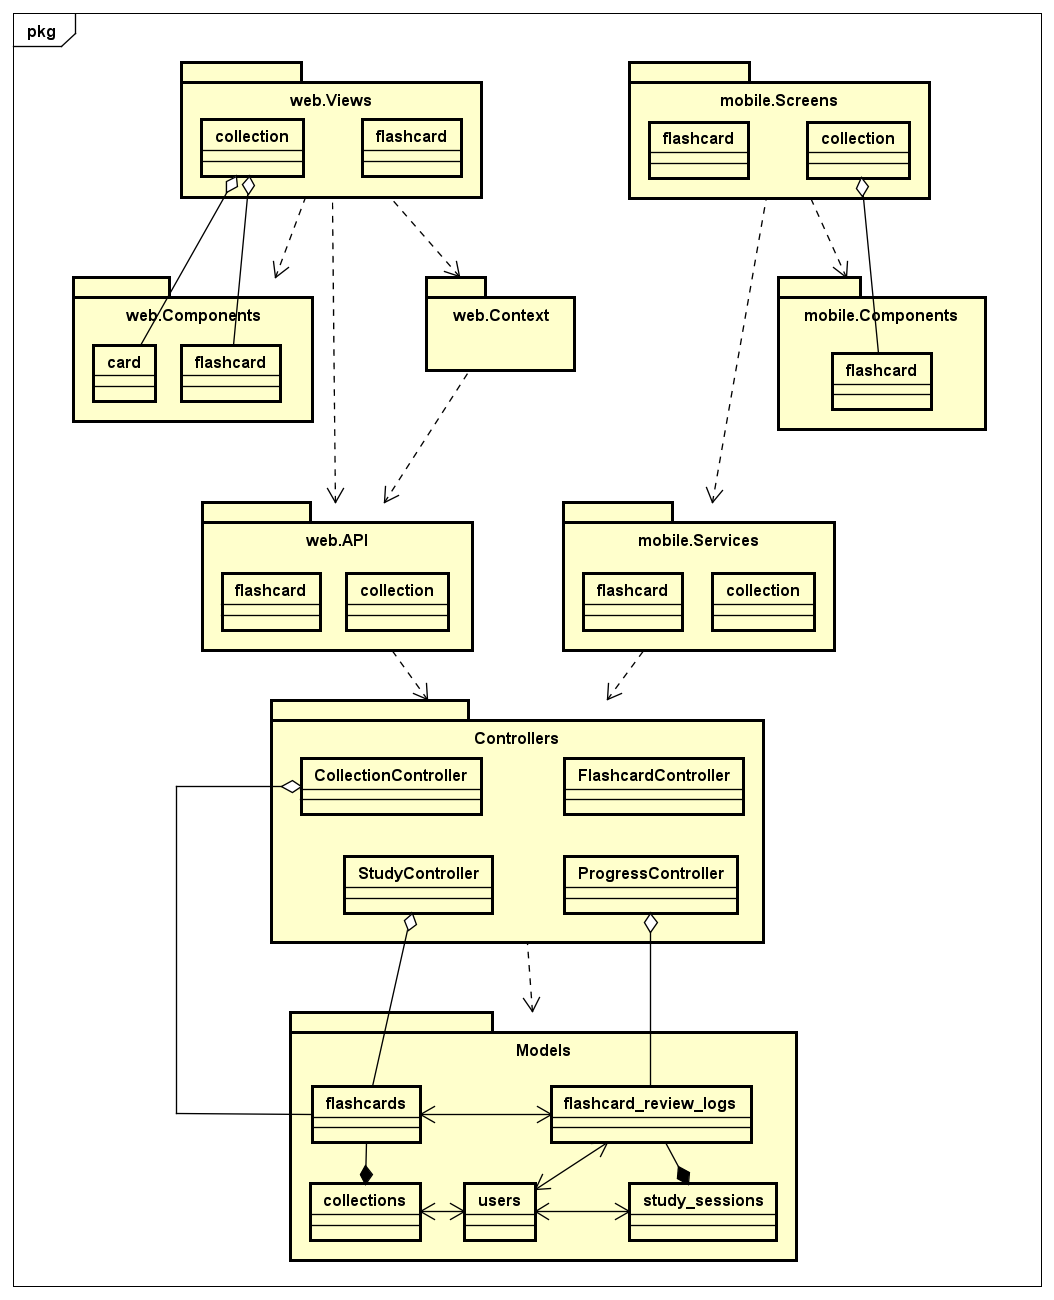 pkg
web.Views
collection
flashcard
mobile.Screens
flashcard
collection
web.Components
card
flashcard
web.Context
mobile.Components
flashcard
web.API
flashcard
collection
mobile.Services
flashcard
collection
Controllers
CollectionController
FlashcardController
StudyController
ProgressController
Models
flashcards
flashcard_review_logs
collections
users
study_sessions